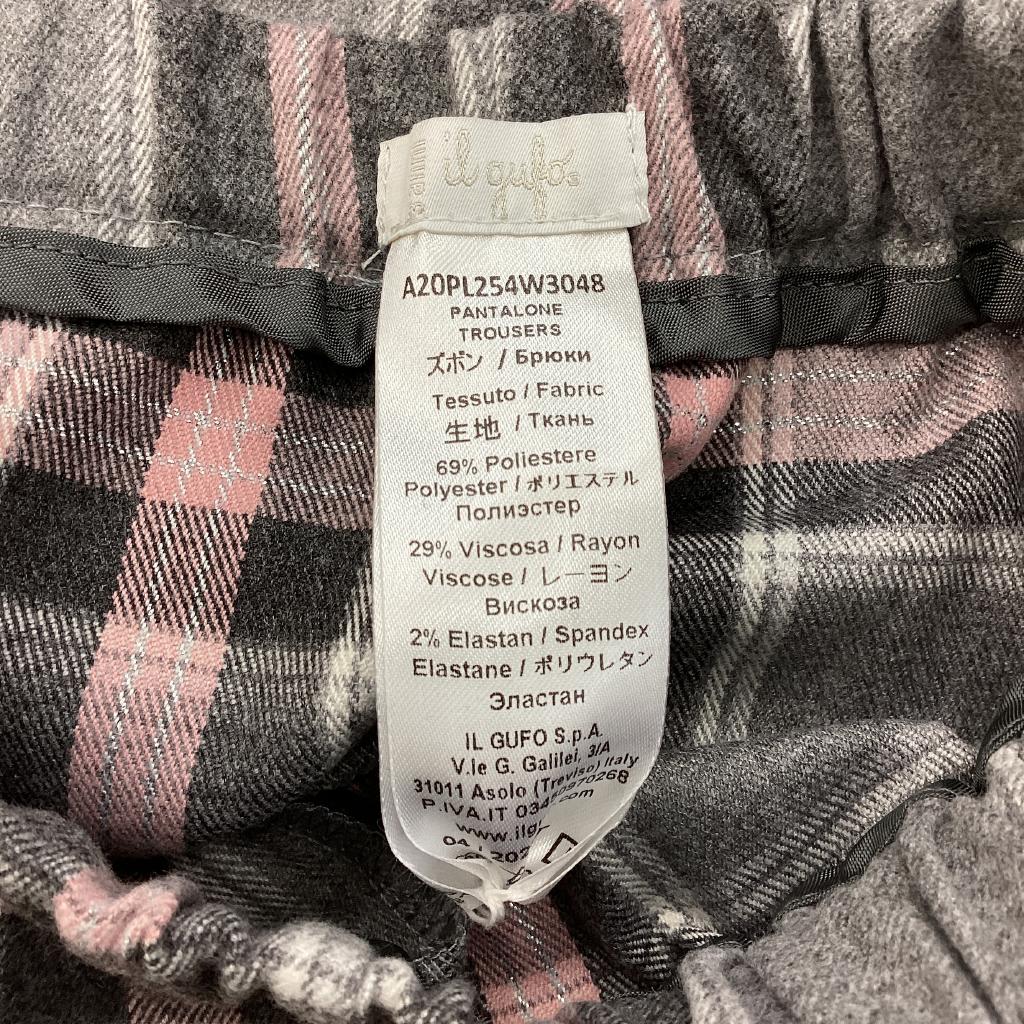 il gufo
A20PL254W3048
PANTALONE
TROUSERS
ズボン / Брюки
Tessuto / Fabric
生地 / Ткань
69% Poliestere
Polyester / ポリエステル
Полиэстер
29% Viscosa / Rayon
Viscose / レーヨン
Вискоза
2% Elastan / Spandex
Elastane / ポリウレタン
Эластан
IL GUFO S.p.A.
V.le G. Galilei, 3/A
31011 Asolo (Treviso) Italy
P.IVA.IT